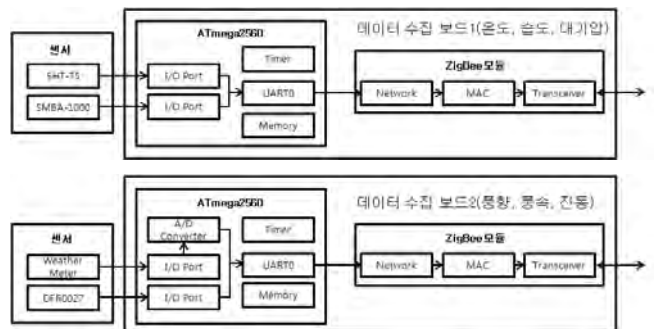 데이터 수집 보드1(온도, 습도, 대기압)
센서
SHT-75
SMBA-1000
ATmega2560
I/O Port
I/O Port
Timer
UART0
Memory
ZigBee모듈
Network
MAC
Transceiver
데이터 수집 보드2(풍향, 풍속, 진동)
센서
Weather
Meter
DFR0027
ATmega2560
A/D
Converter
I/O Port
I/O Port
Timer
UART0
Memory
ZigBee모듈
Network
MAC
Transceiver